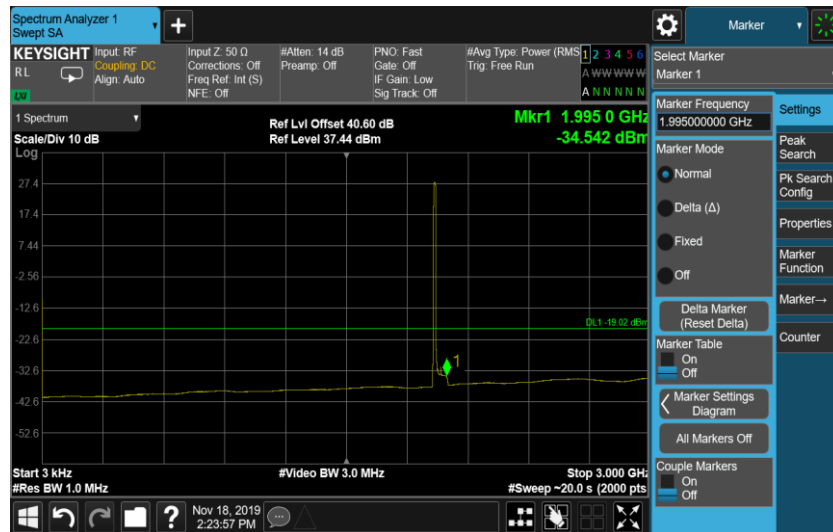 Spectrum Analyzer 1
Swept SA
Marker
KEYSIGHT
RL
LXI
Input: RF
Coupling: DC
Align: Auto
Input Z: 50 Ω
Corrections: Off
Freq Ref: Int (S)
NFE: Off
#Atten: 14 dB
Preamp: Off
PNO: Fast
Gate: Off
IF Gain: Low
Sig Track: Off
#Avg Type: Power (RMS
Trig: Free Run
1 2 3 4 5 6
A W W W W W
A N N N N N
Select Marker
Marker 1
1 Spectrum
Scale/Div 10 dB
Log
Ref Lvl Offset 40.60 dB
Ref Level 37.44 dBm
Mkr1 1.995 0 GHz
-34.542 dBm
27.4
17.4
7.44
-2.56
-12.6
-22.6
-32.6
-42.6
-52.6
DL1 -19.02 dBm
1
Start 3 kHz
#Res BW 1.0 MHz
#Video BW 3.0 MHz
Stop 3.000 GHz
#Sweep ~20.0 s (2000 pts)
Marker Frequency
1.995000000 GHz
Marker Mode
Normal
Delta (Δ)
Fixed
Off
Delta Marker
(Reset Delta)
Marker Table
On
Off
Marker Settings
Diagram
All Markers Off
Couple Markers
On
Off
Settings
Peak
Search
Pk Search
Config
Properties
Marker
Function
Marker→
Counter
Nov 18, 2019
2:23:57 PM